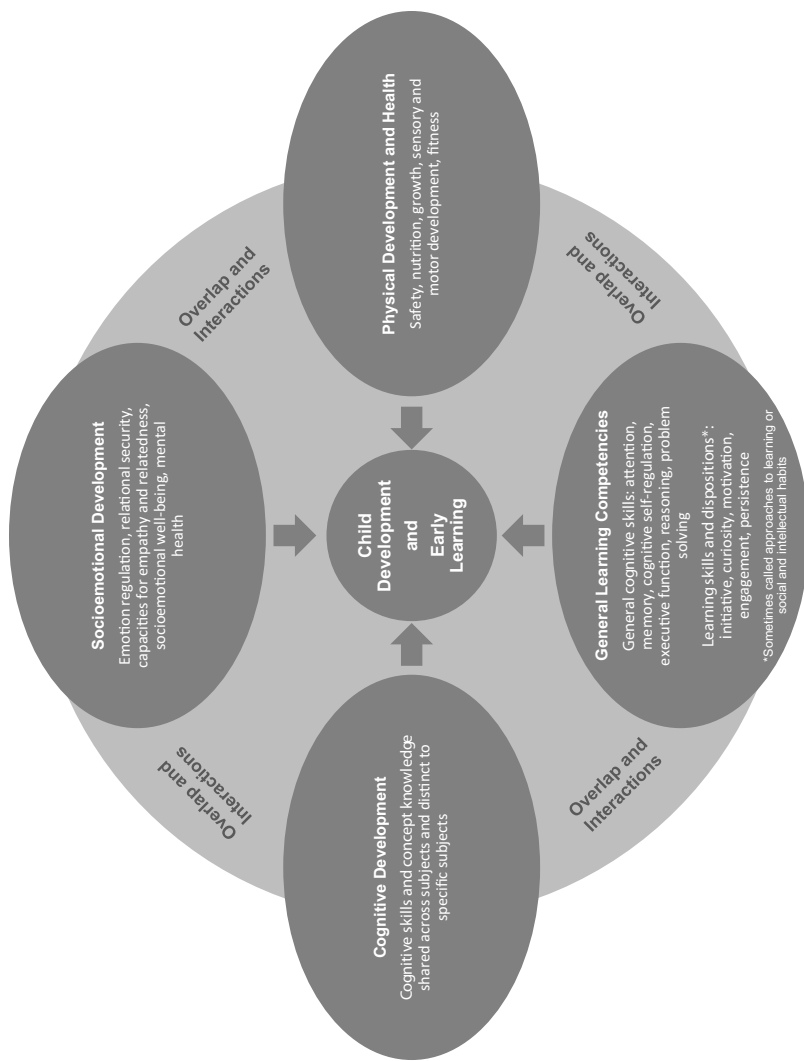 Socioemotional Development
Emotion regulation, relational security,
capacities for empathy and relatedness,
socioemotional well-being, mental
health
Overlap and
Interactions
Overlap and
Interactions
Cognitive Development
Cognitive skills and concept knowledge
shared across subjects and distinct to
specific subjects
Child
Development
and
Early
Learning
Physical Development and Health
Safety, nutrition, growth, sensory and
motor development, fitness
Overlap and
Interactions
Overlap and
Interactions
General Learning Competencies
General cognitive skills: attention,
memory, cognitive self-regulation,
executive function, reasoning, problem
solving
Learning skills and dispositions*:
initiative, curiosity, motivation,
engagement, persistence
*Sometimes called approaches to learning or
social and intellectual habits